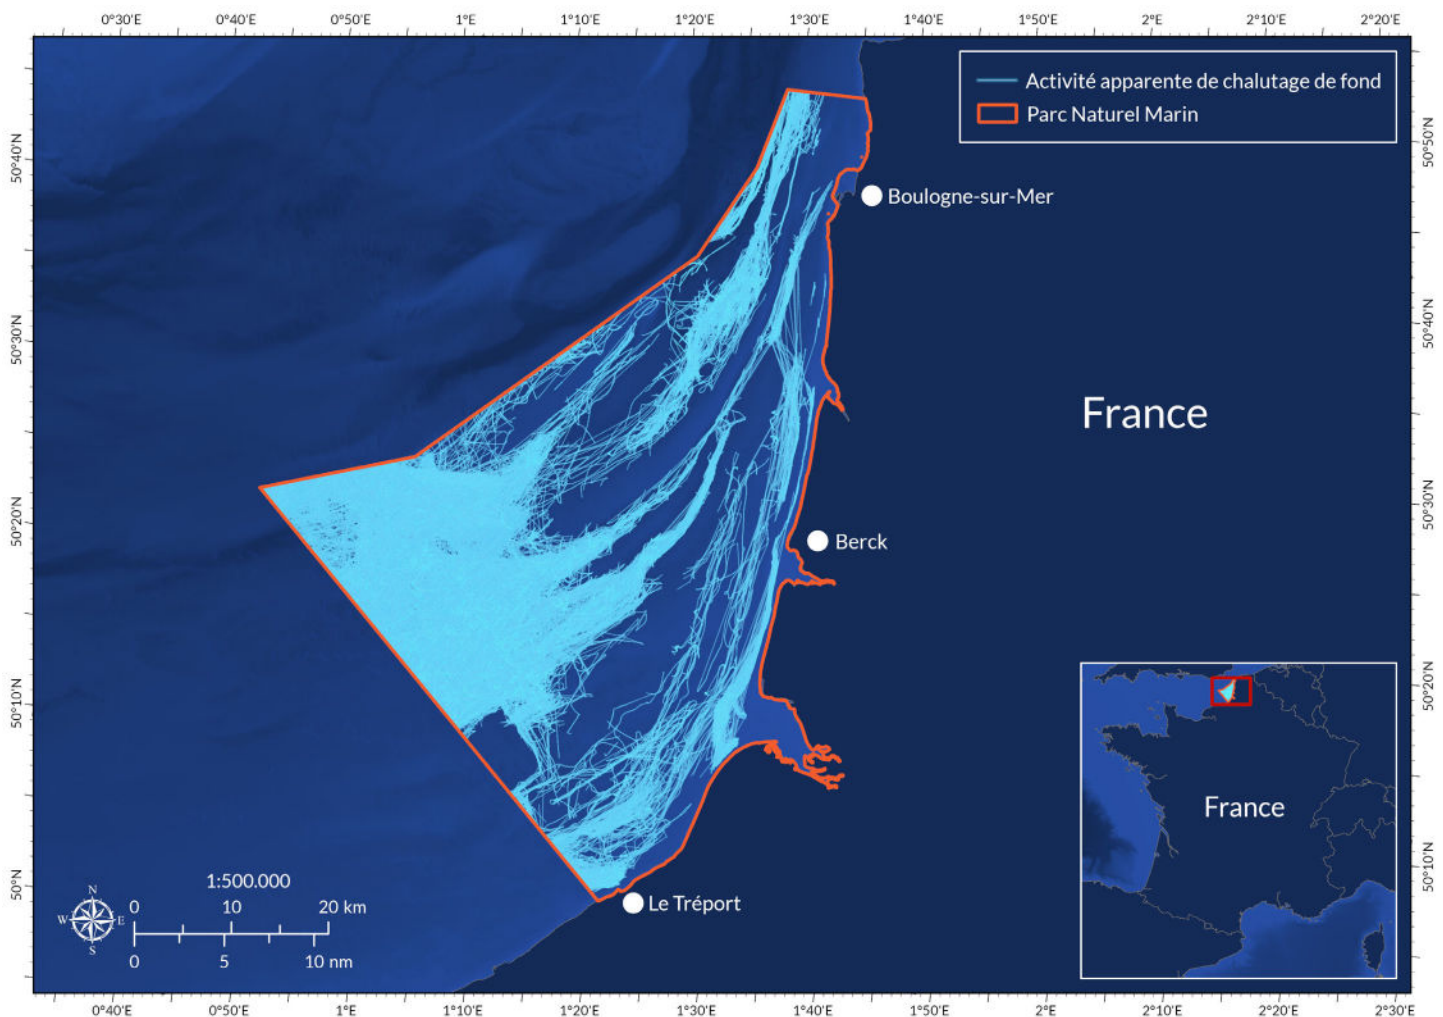 0°30'E 0°40'E 0°50'E 1°E 1°10'E 1°20'E 1°30'E 1°40'E 1°50'E 2°E 2°10'E 2°20'E
Activité apparente de chalutage de fond
Parc Naturel Marin
50°40'N
50°50'N
Boulogne-sur-Mer
50°30'N
50°40'N
France
50°20'N
50°30'N
Berck
50°10'N
50°20'N
France
50°N
50°10'N
1:500.000
N
W E
S
0 10 20 km
0 5 10 nm
Le Tréport
0°40'E 0°50'E 1°E 1°10'E 1°20'E 1°30'E 1°40'E 1°50'E 2°E 2°10'E 2°20'E 2°30'E